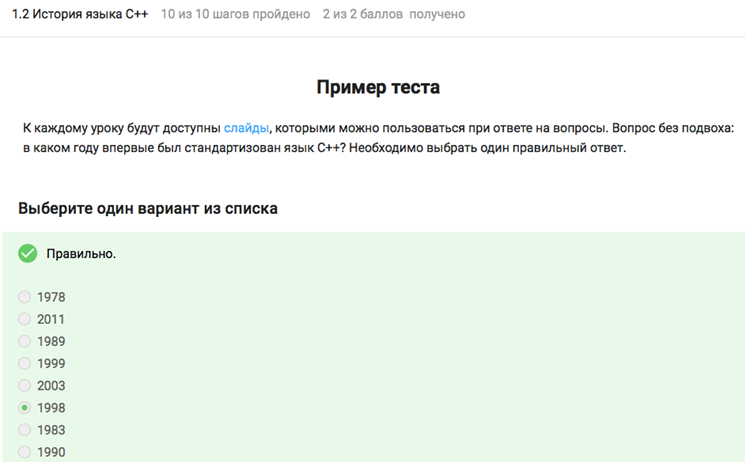 1.2 История языка C++ 10 из 10 шагов пройдено 2 из 2 баллов получено
Пример теста
К каждому уроку будут доступны слайды, которыми можно пользоваться при ответе на вопросы. Вопрос без подвоха:
в каком году впервые был стандартизован язык C++? Необходимо выбрать один правильный ответ.
Выберите один вариант из списка
Правильно.
1978
2011
1989
1999
2003
1998
1983
1990